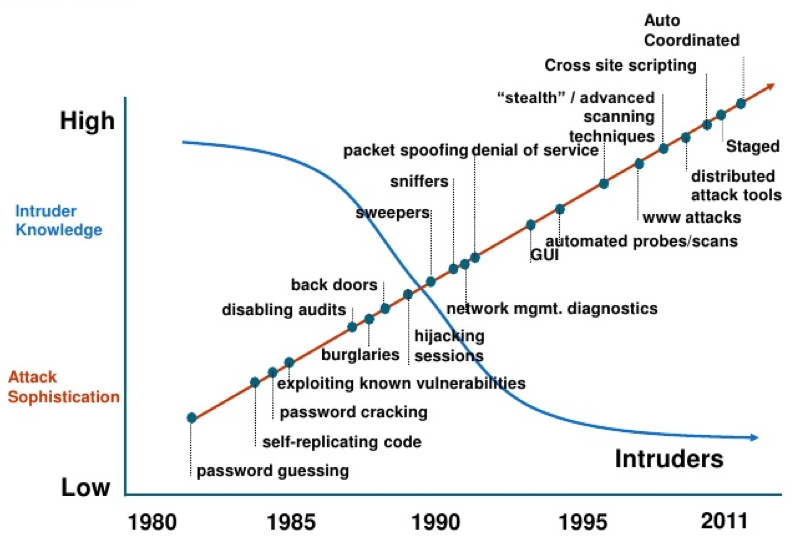 Auto
Coordinated
Cross site scripting
“stealth” / advanced
scanning
techniques
High
packet spoofing denial of service
Staged
sniffers
distributed
attack tools
Intruder
Knowledge
sweepers
www attacks
automated probes/scans
GUI
back doors
disabling audits
network mgmt. diagnostics
hijacking
sessions
burglaries
Attack
Sophistication
exploiting known vulnerabilities
password cracking
self-replicating code
Intruders
password guessing
Low
1980 1985 1990 1995 2011